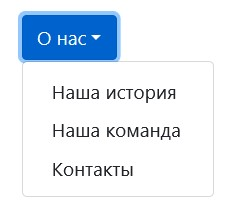 О нас
Наша история
Наша команда
Контакты